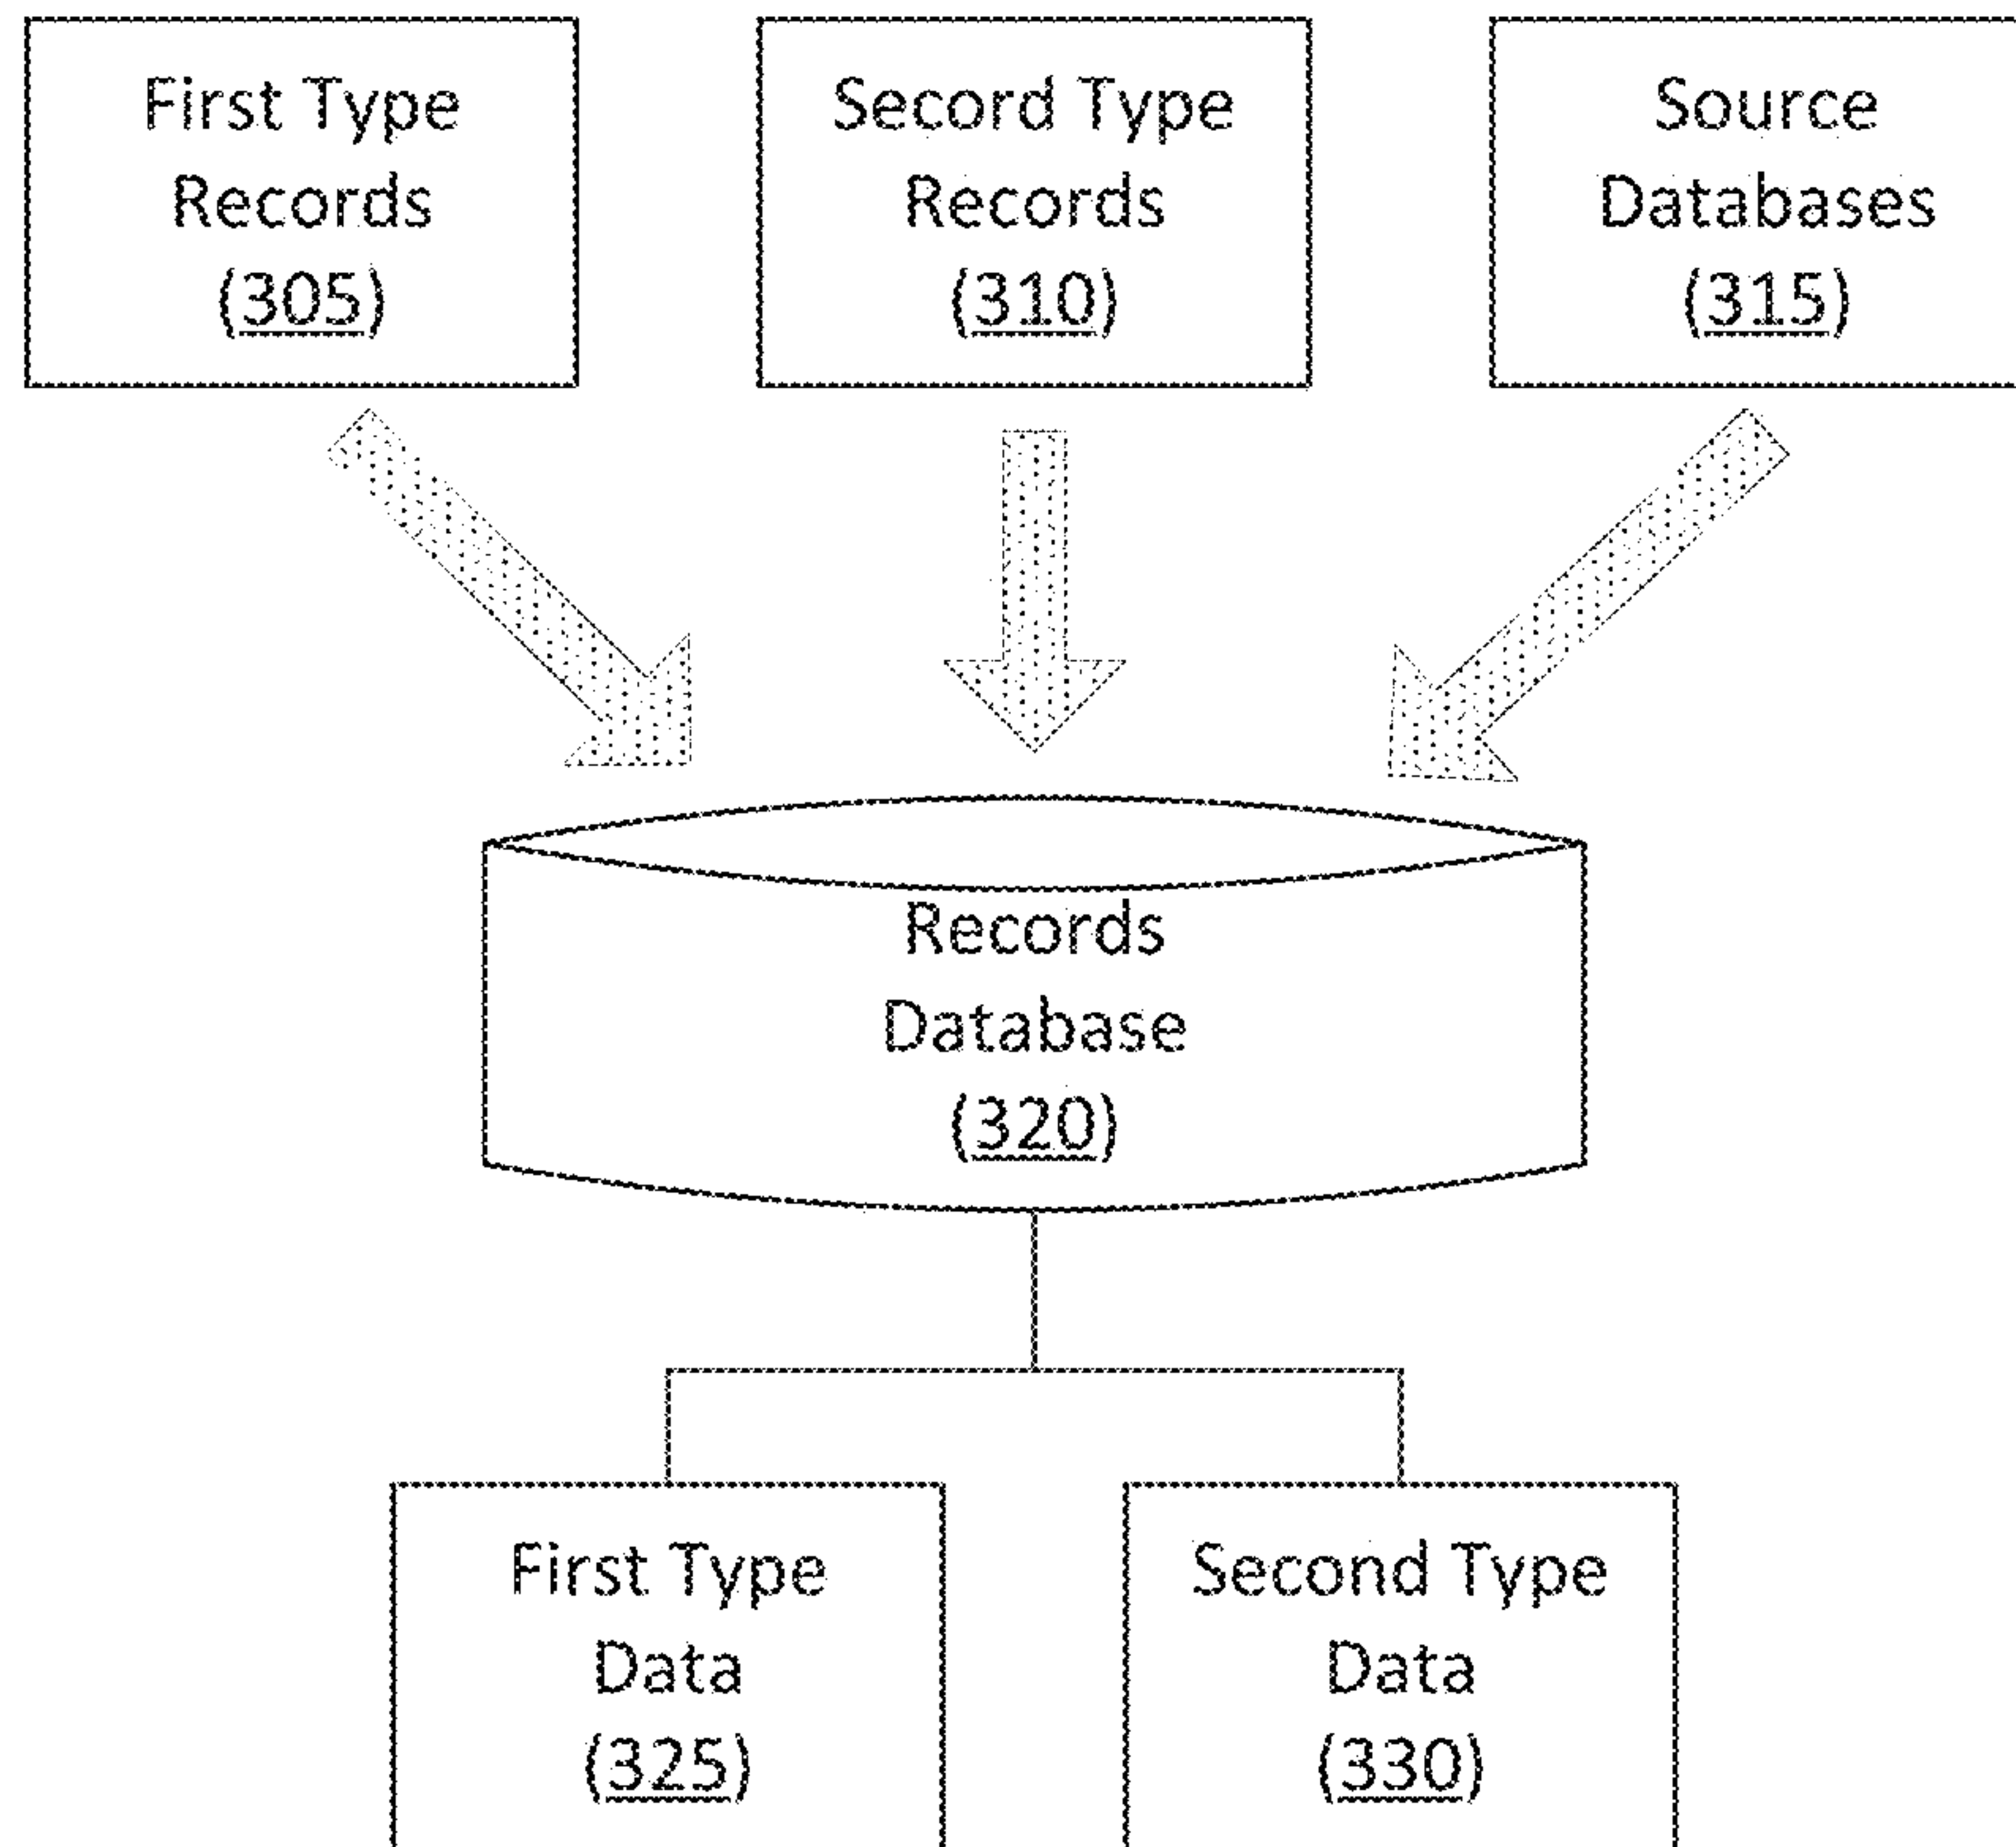 First Type
Records
(305)
Secord Type
Records
(310)
Source
Databases
(315)
Records
Database
(320)
First Type
Data
(325)
Second Type
Data
(330)